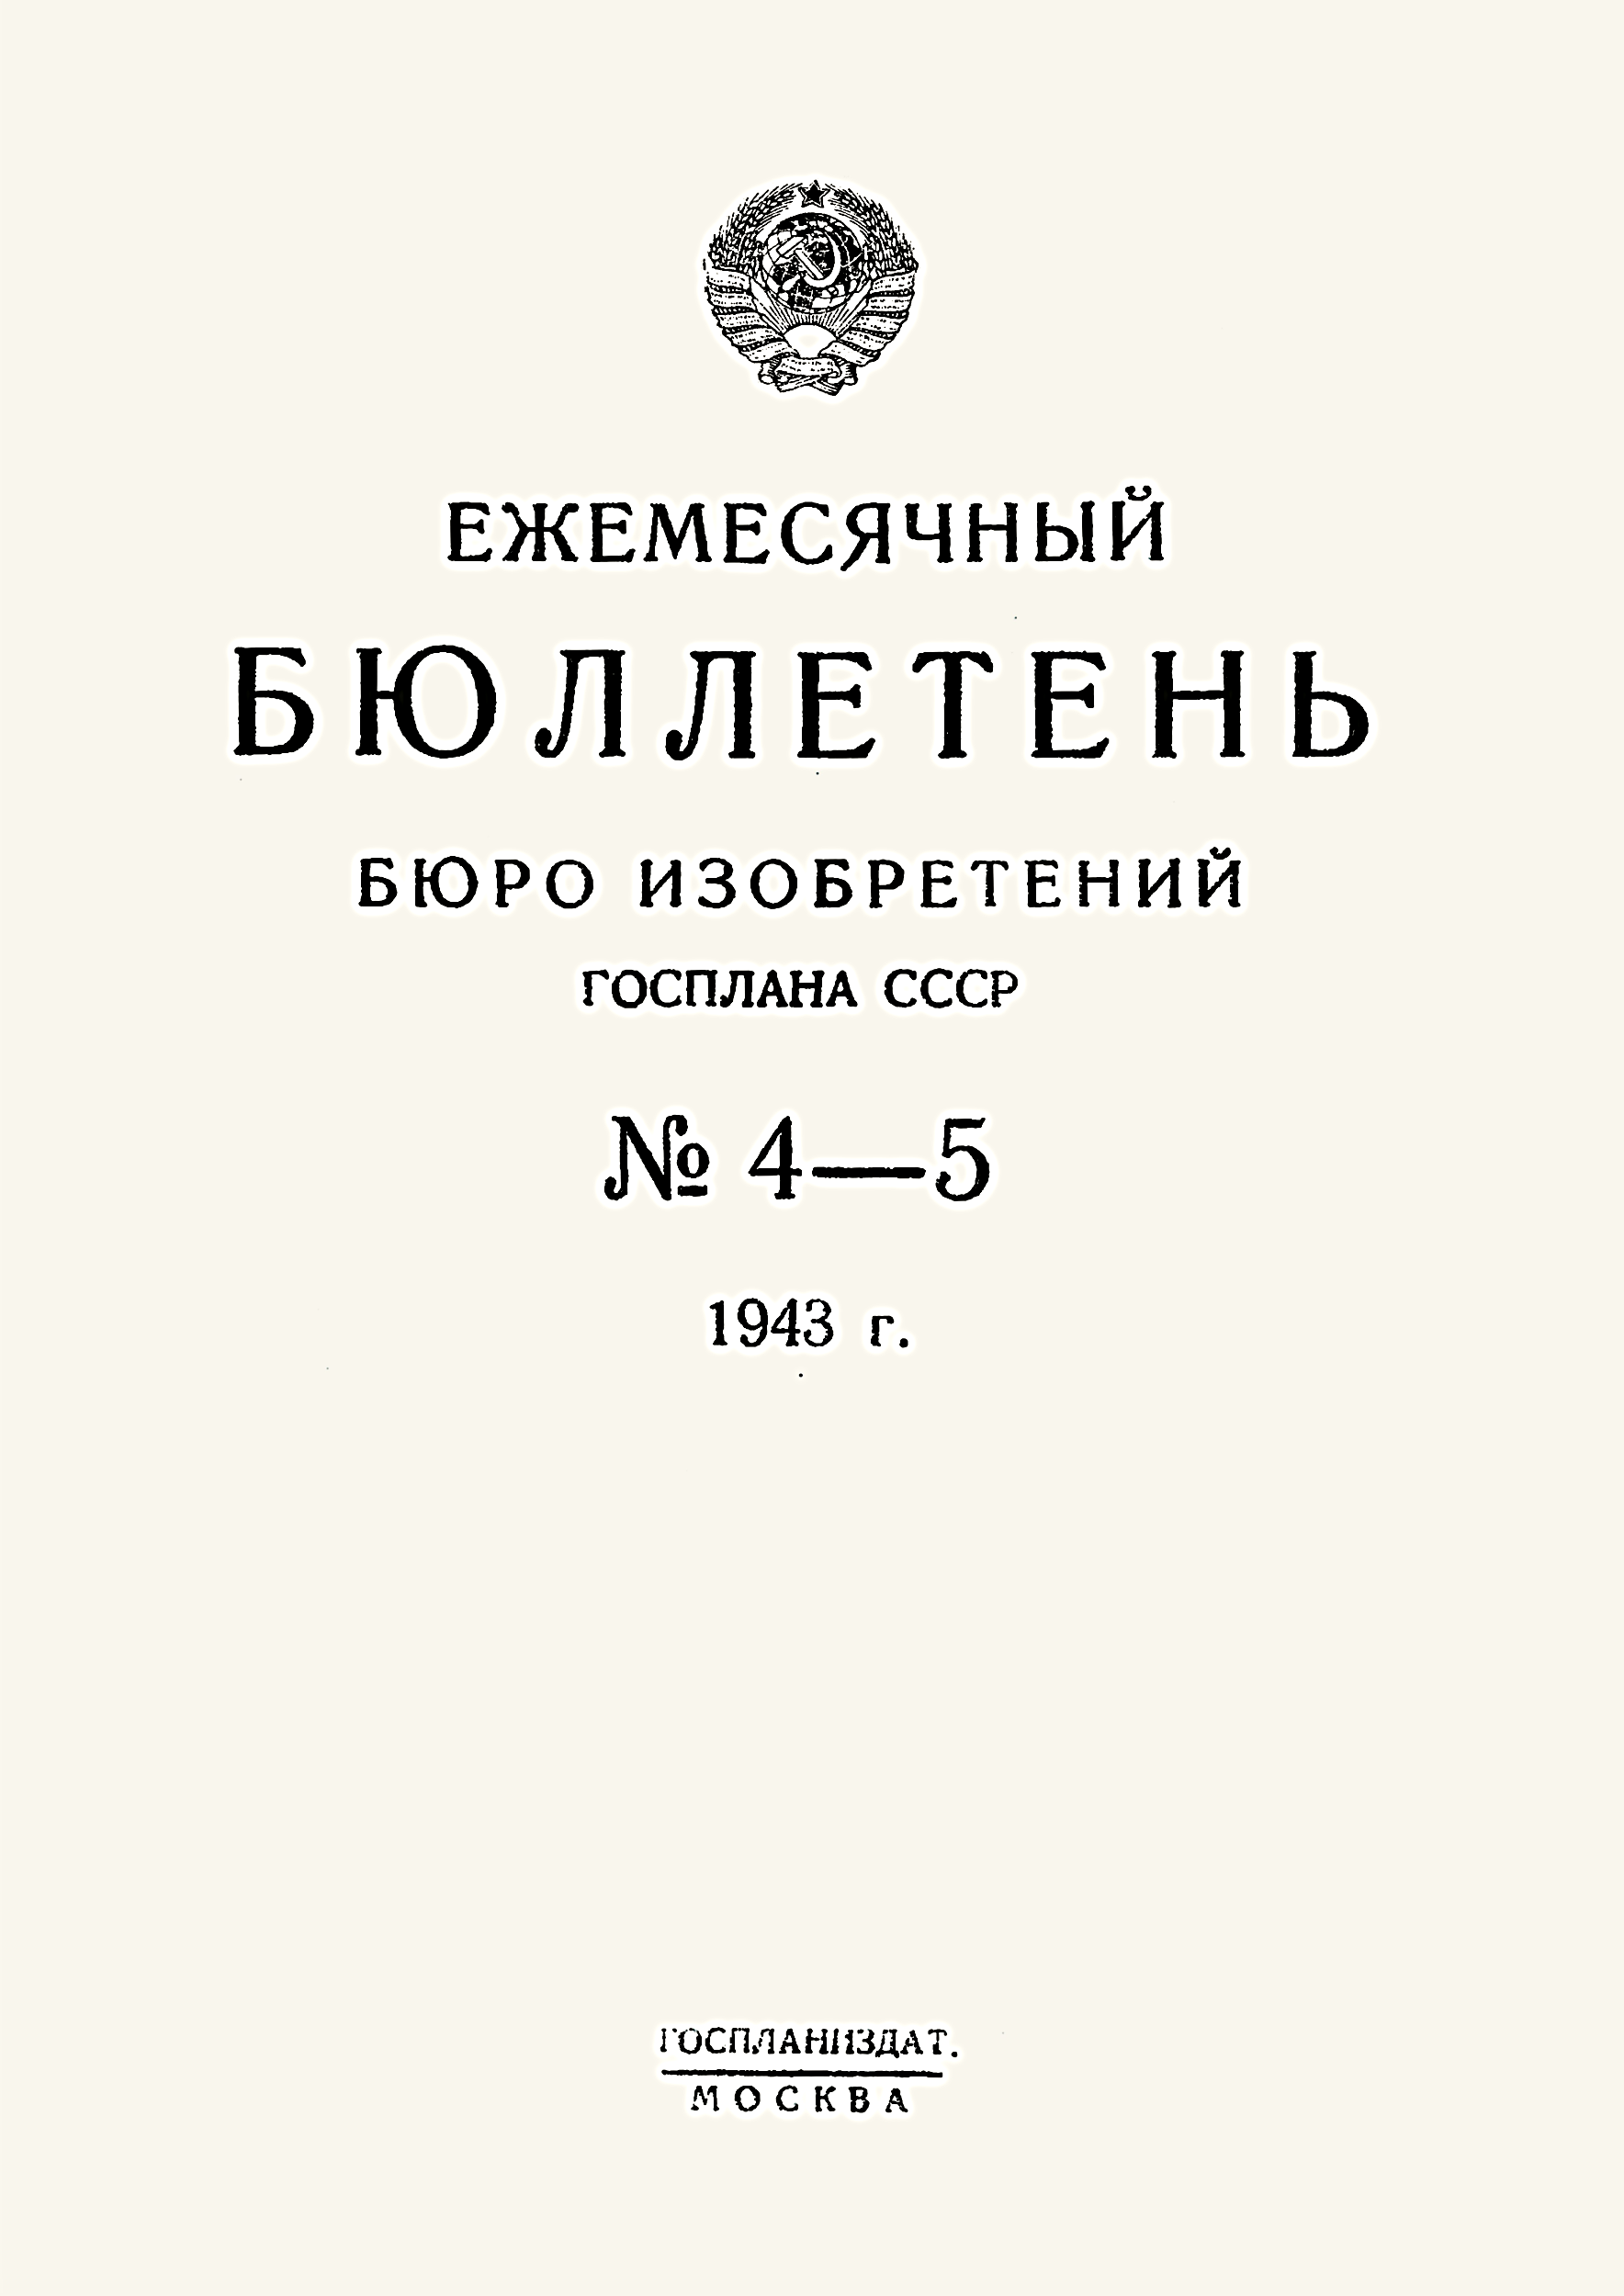 ЕЖЕМЕСЯЧНЫЙ
БЮЛЛЕТЕНЬ
БЮРО ИЗОБРЕТЕНИЙ
ГОСПЛАНА СССР
№ 4—5
1943 г.
ГОСПЛАНИЗДАТ.
МОСКВА